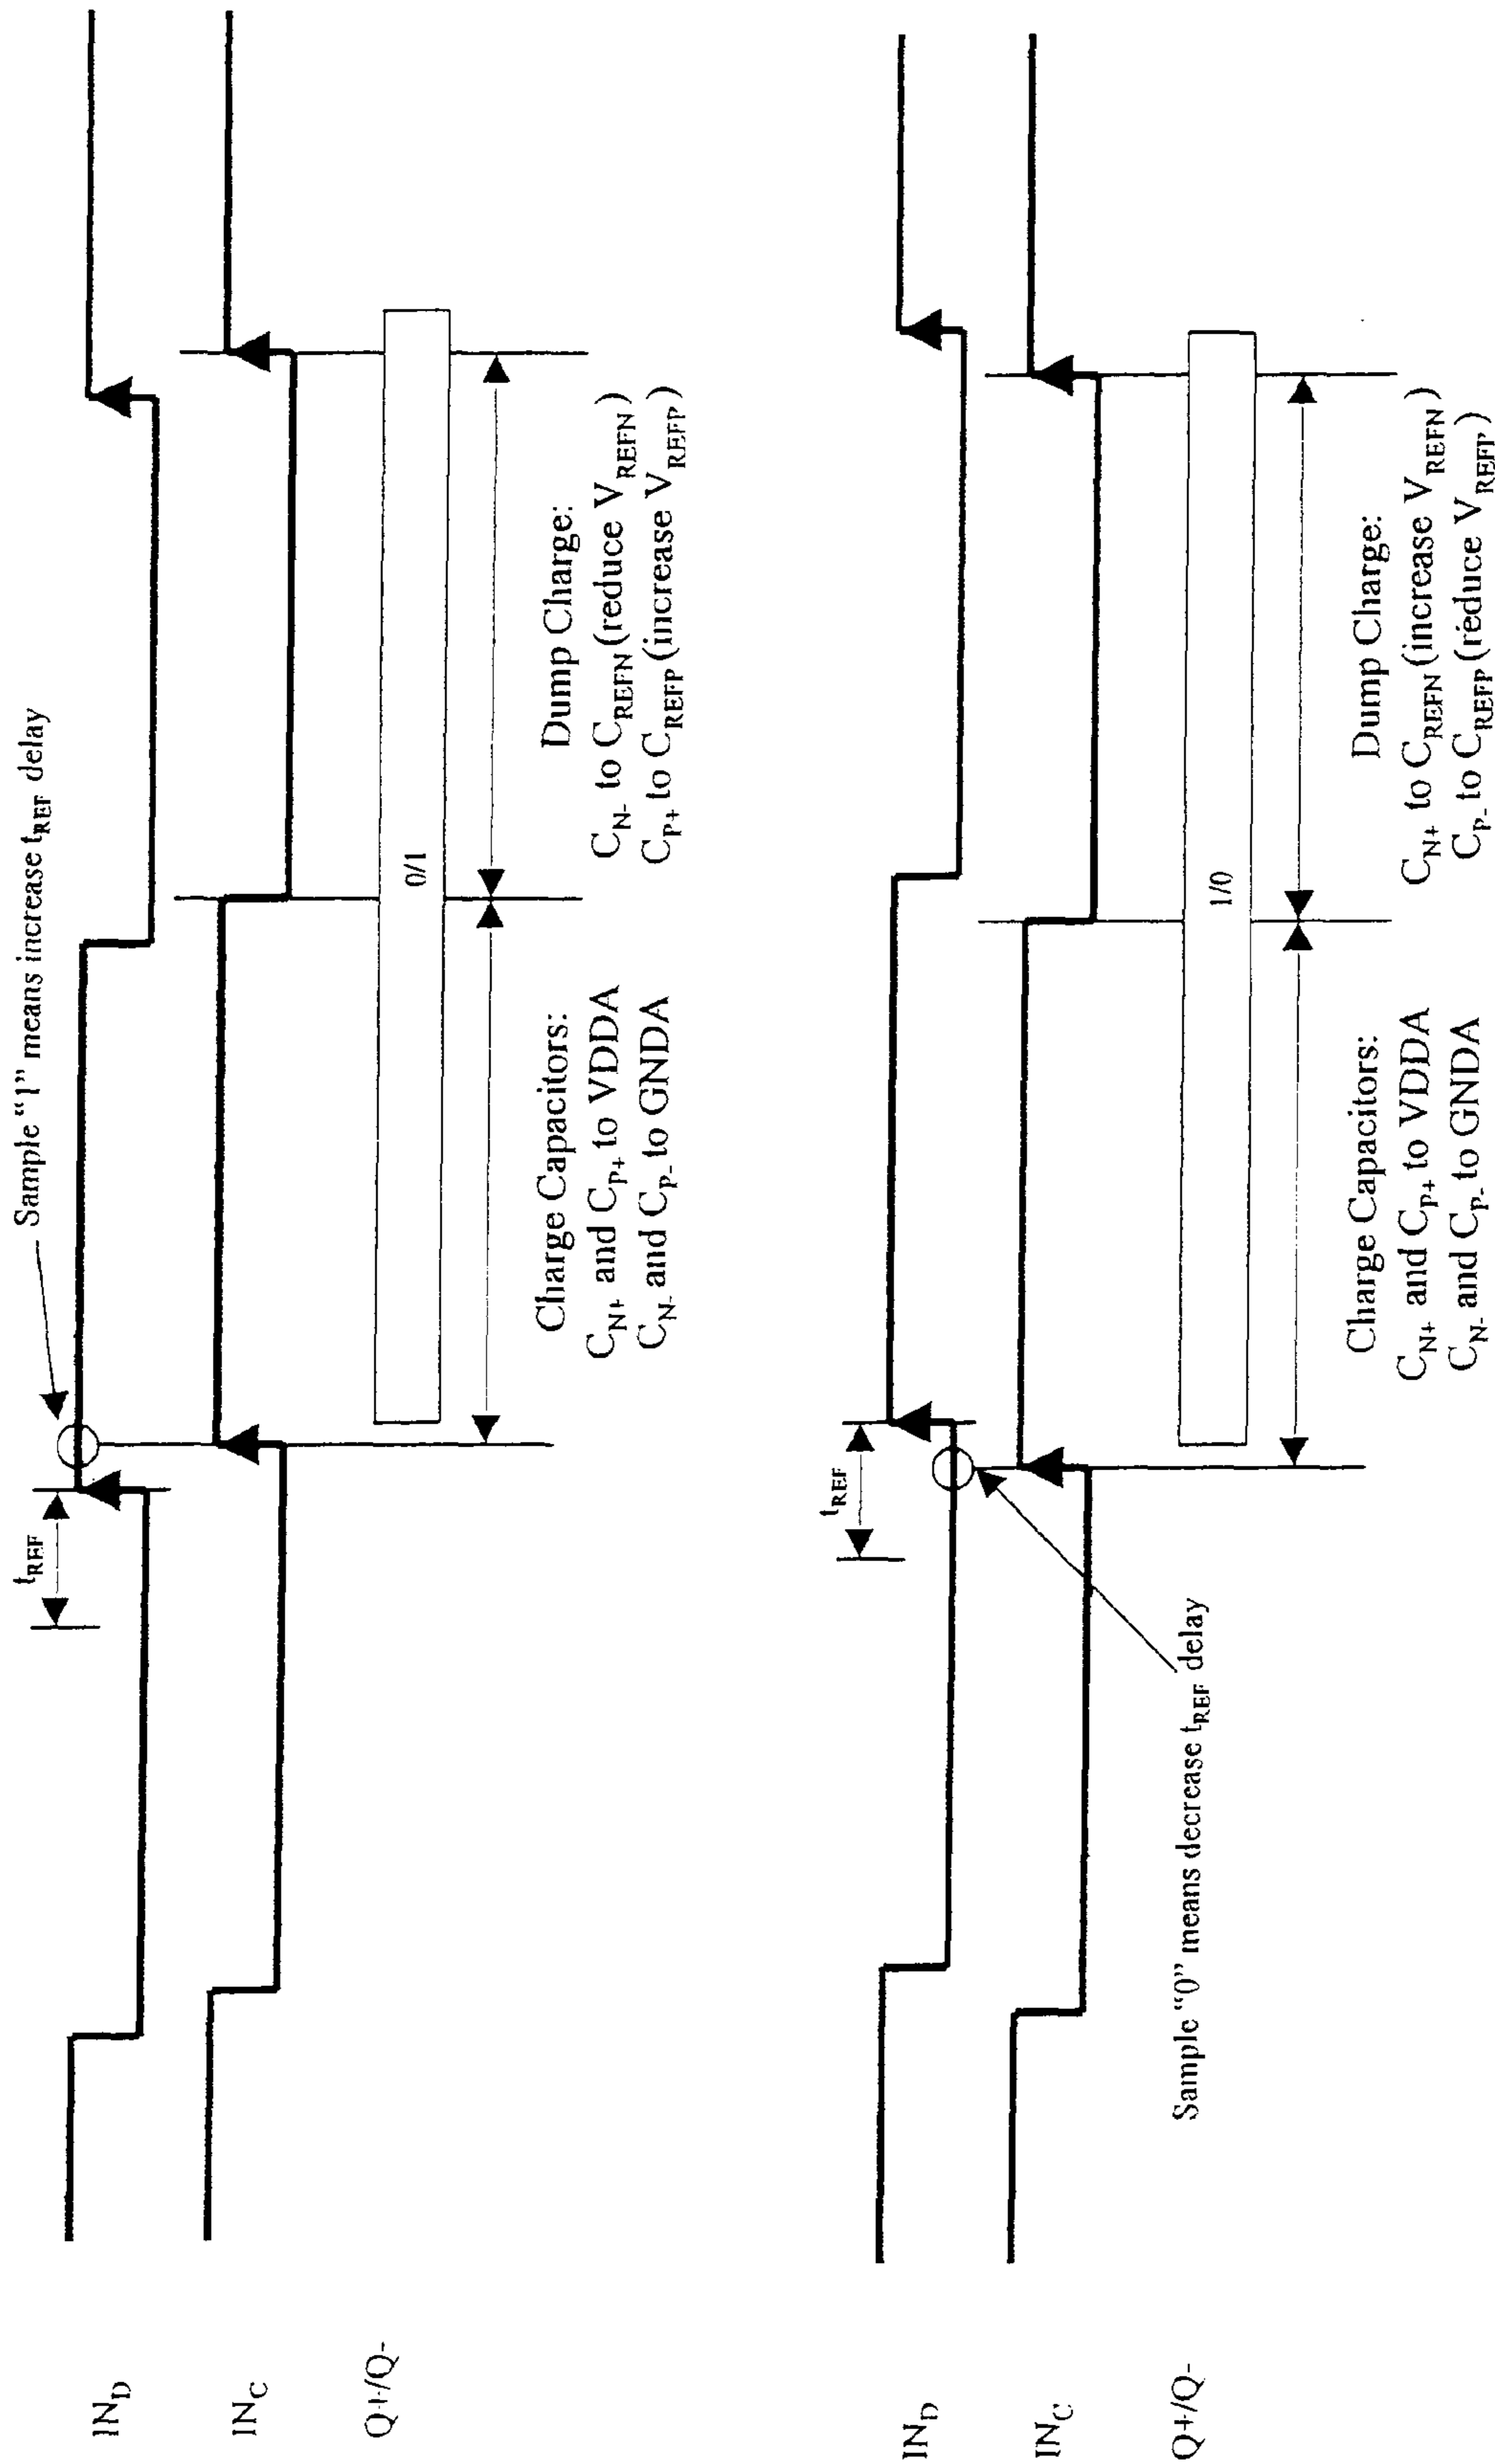 Sample “1” means increase tREF delay
tREF
IND
INC
Q+/Q-
0/1
Charge Capacitors:
CN+ and CP+ to VDDA
CN- and CP- to GNDA
Dump Charge:
CN- to CREFN (reduce VREFN)
CP+ to CREFP (increase VREFP)
tREF
IND
INC
Q+/Q-
1/0
Sample “0” means decrease tREF delay
Charge Capacitors:
CN+ and CP+ to VDDA
CN- and CP- to GNDA
Dump Charge:
CN+ to CREFN (increase VREFN)
CP- to CREFP (reduce VREFP)